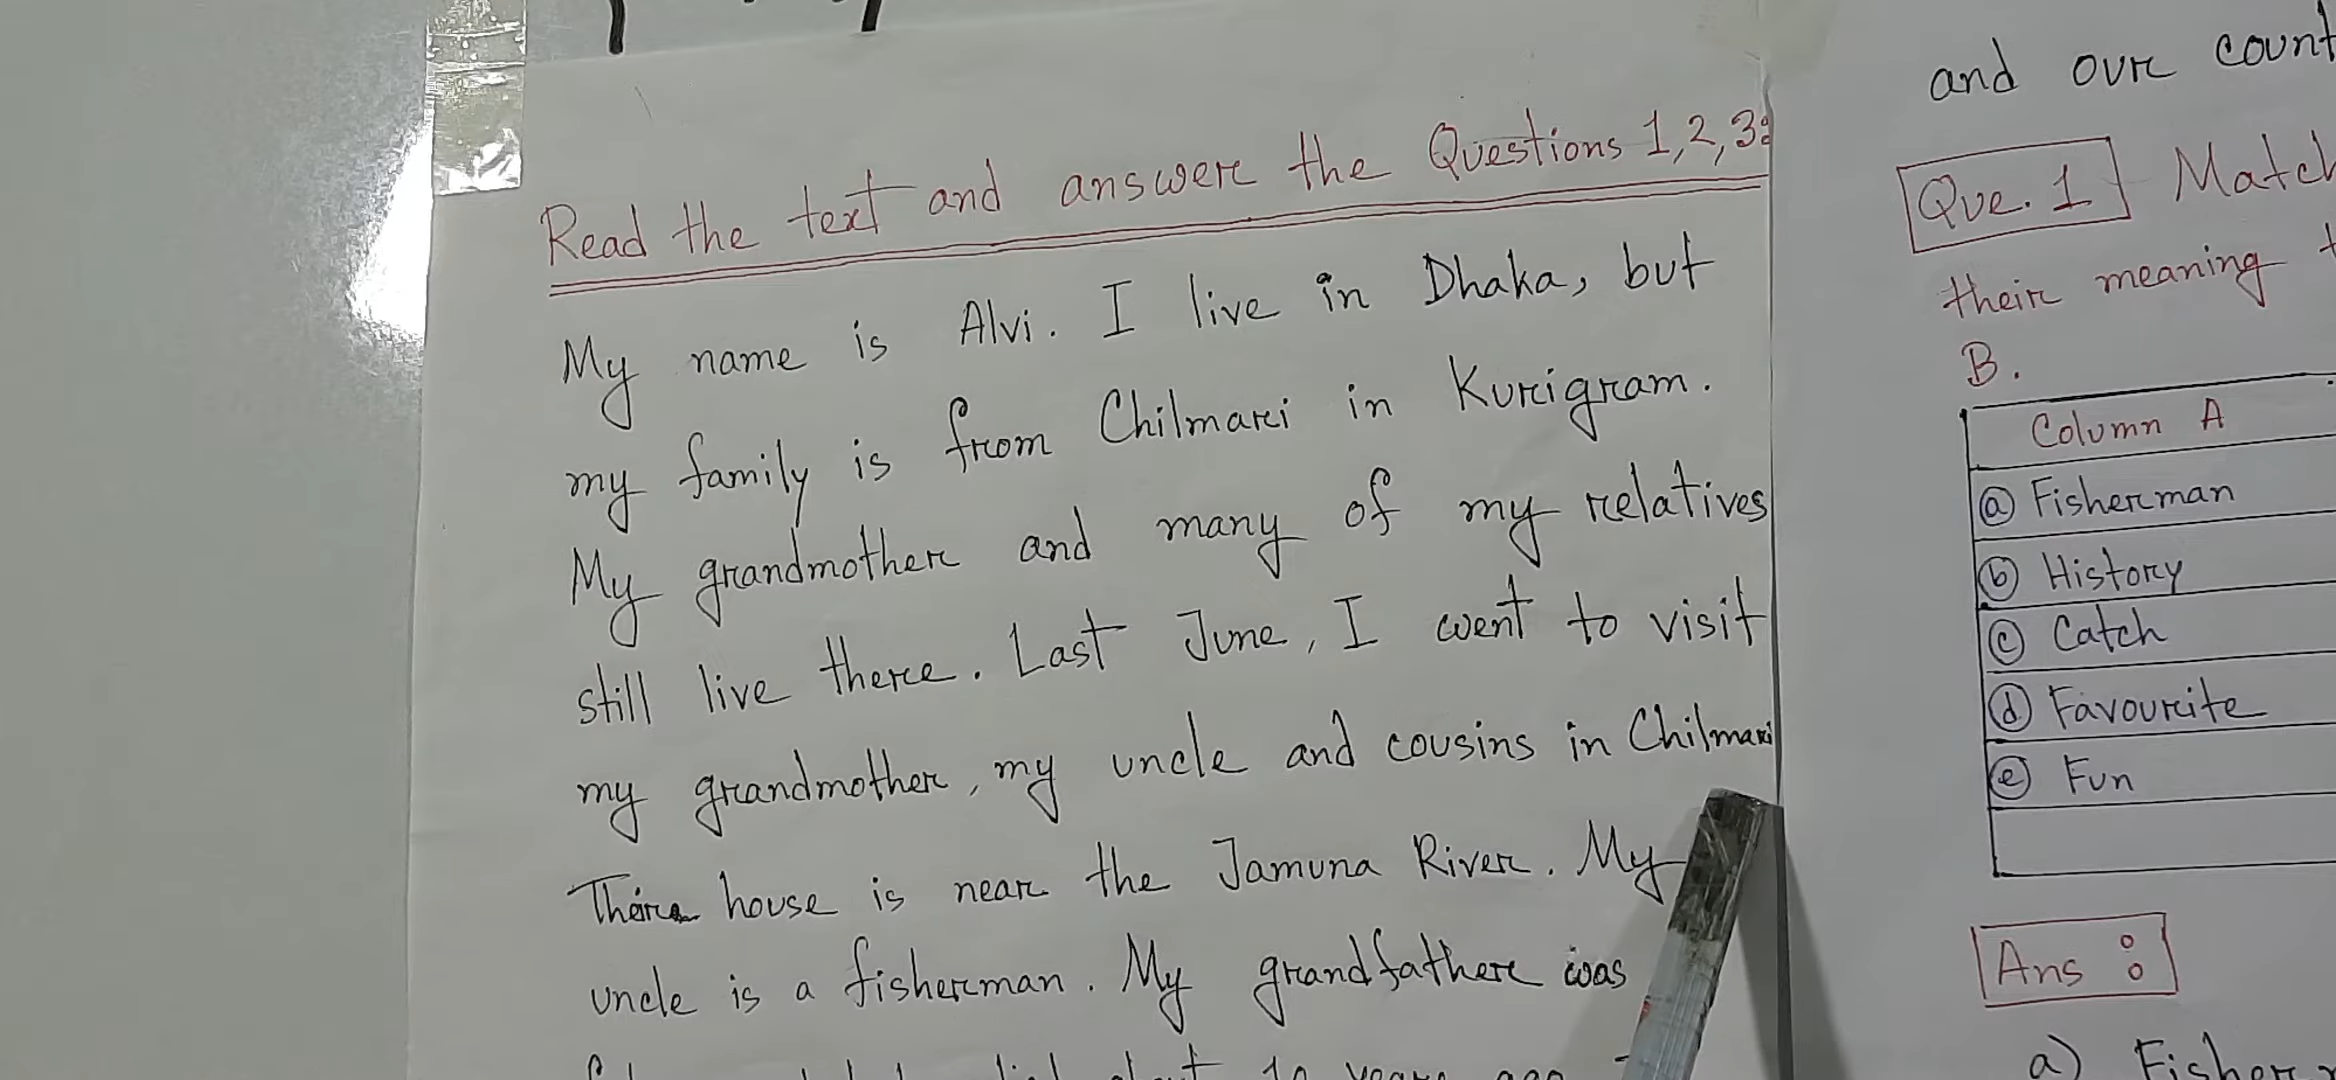 Read the text and answer the Questions 1,2,3:
My name is Alvi. I live in Dhaka, but
my family is from Chilmari in Kurigram.
My grandmother and many of my relatives
still live there. Last June, I went to visit
my grandmother, my uncle and cousins in Chilmari
house is near the Jamuna River. My
uncle is a fisherman. My grandfather was
10 years ago
and our
Que. 1 Match
their meaning
B.
Column A
(a) Fisherman
(b) History
(c) Catch
(d) Favourite
(e) Fun
Ans :
a)